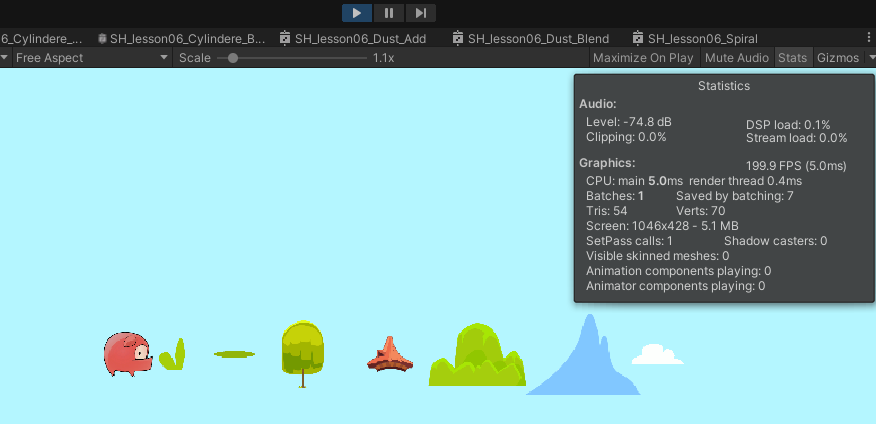 6_Cylindere_... SH_lesson06_Cylindere_B... SH_lesson06_Dust_Add SH_lesson06_Dust_Blend SH_lesson06_Spiral
Free Aspect Scale 1.1x Maximize On Play Mute Audio Stats Gizmos
Statistics
Audio:
Level: -74.8 dB DSP load: 0.1%
Clipping: 0.0% Stream load: 0.0%
Graphics: 199.9 FPS (5.0ms)
CPU: main 5.0ms render thread 0.4ms
Batches: 1 Saved by batching: 7
Tris: 54 Verts: 70
Screen: 1046x428 - 5.1 MB
SetPass calls: 1 Shadow casters: 0
Visible skinned meshes: 0
Animation components playing: 0
Animator components playing: 0